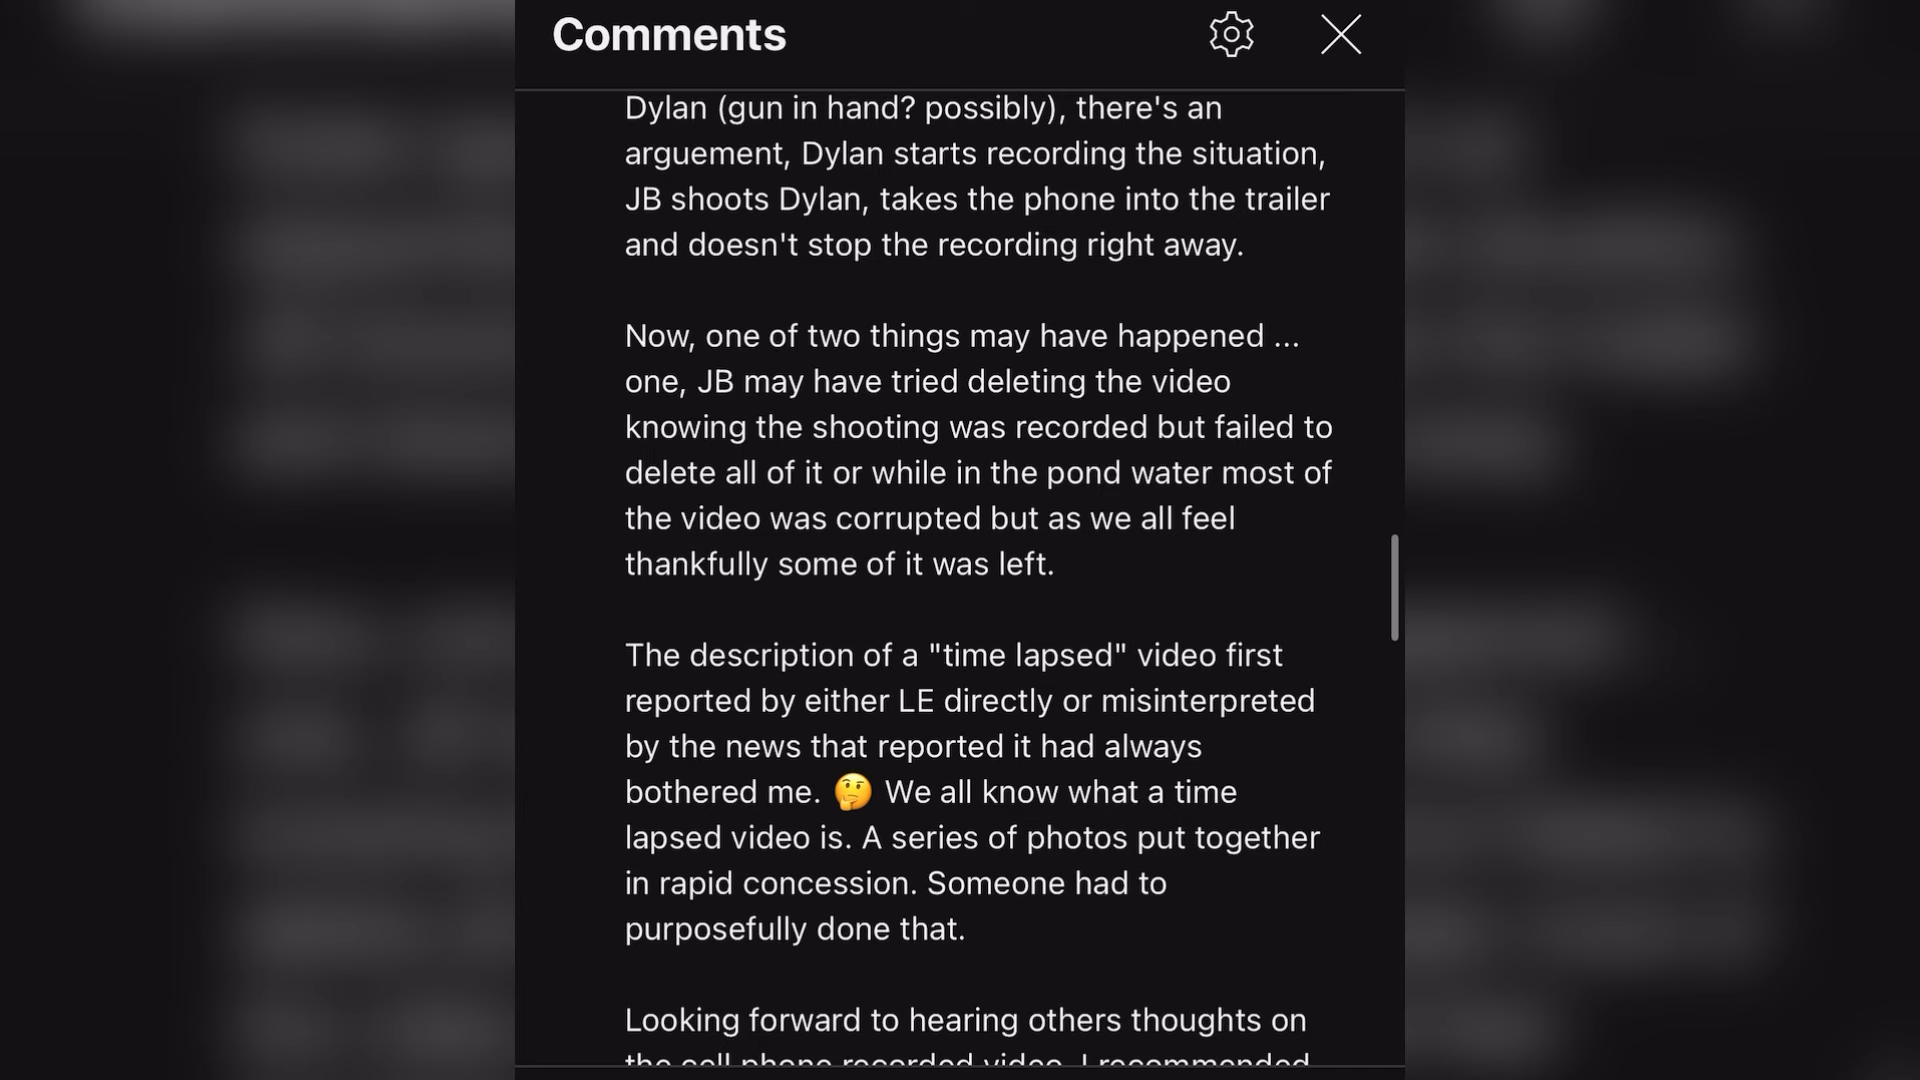 Comments
Dylan (gun in hand? possibly), there's an
arguement, Dylan starts recording the situation,
JB shoots Dylan, takes the phone into the trailer
and doesn't stop the recording right away.
Now, one of two things may have happened ...
one, JB may have tried deleting the video
knowing the shooting was recorded but failed to
delete all of it or while in the pond water most of
the video was corrupted but as we all feel
thankfully some of it was left.
The description of a "time lapsed" video first
reported by either LE directly or misinterpreted
by the news that reported it had always
bothered me. 🤔 We all know what a time
lapsed video is. A series of photos put together
in rapid concession. Someone had to
purposefully done that.
Looking forward to hearing others thoughts on
the cell phone recorded video. I recommended